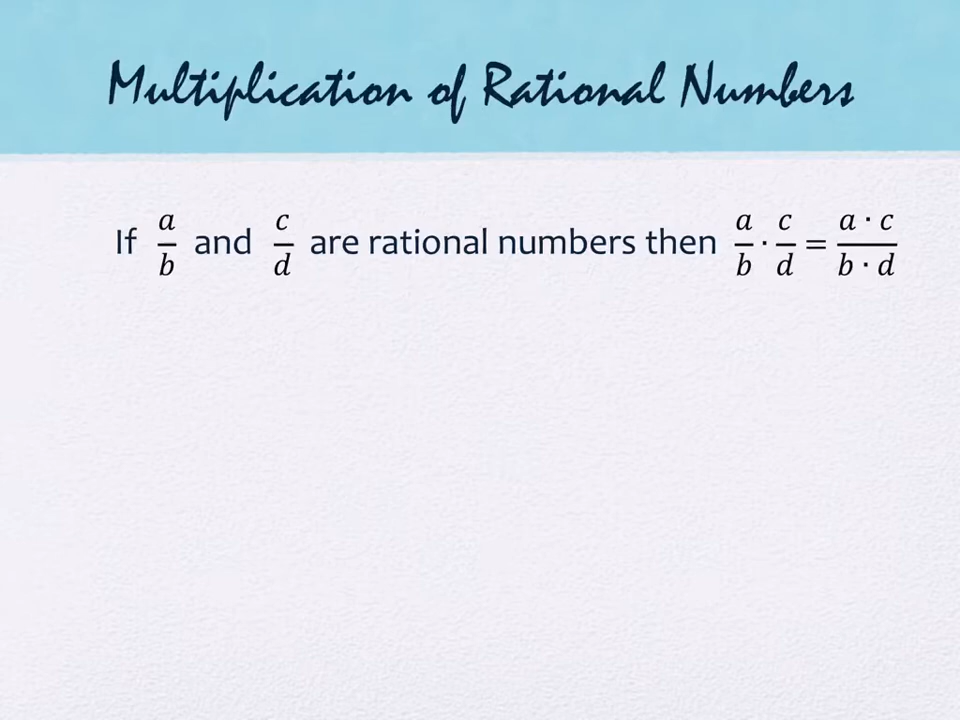 Multiplication of Rational Numbers
If a/b and c/d are rational numbers then a/b · c/d = a · c/b · d